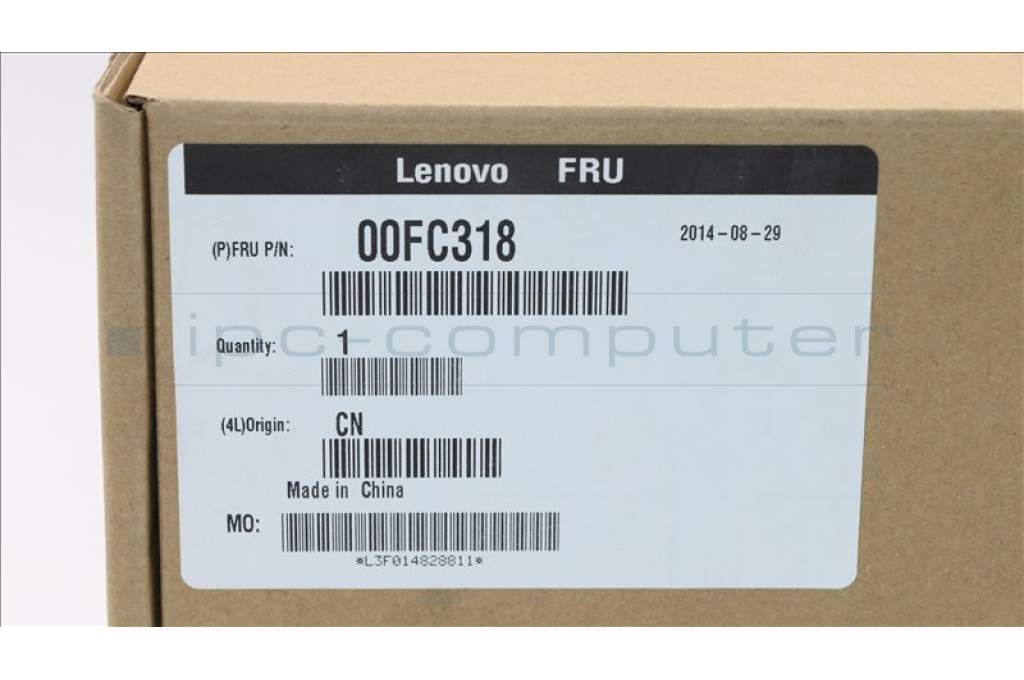 Lenovo FRU
(P)FRU P/N: 00FC318
2014-08-29
ipc-computer
Quantity: 1
(4L)Origin: CN
Made in China
MO:
*L3F014828811*